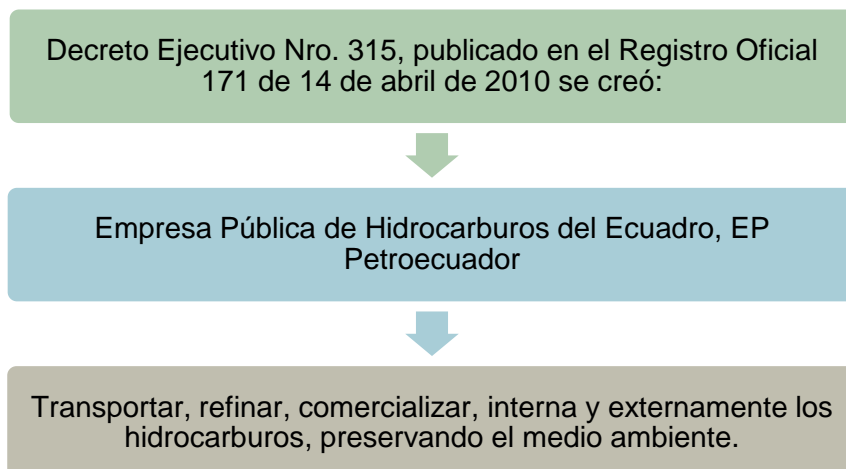 Decreto Ejecutivo Nro. 315, publicado en el Registro Oficial
171 de 14 de abril de 2010 se creó:
Empresa Pública de Hidrocarburos del Ecuadro, EP
Petroecuador
Transportar, refinar, comercializar, interna y externamente los
hidrocarburos, preservando el medio ambiente.